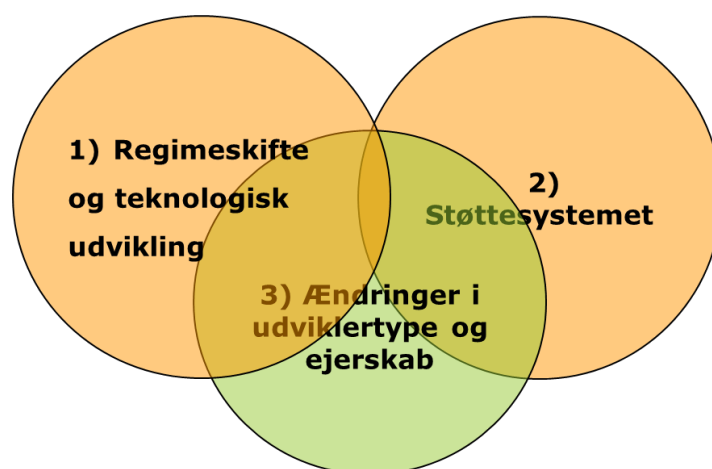 1) Regimeskifte
og teknologisk
udvikling
2)
Støttesystemet
3) Ændringer i
udviklertype og
ejerskab